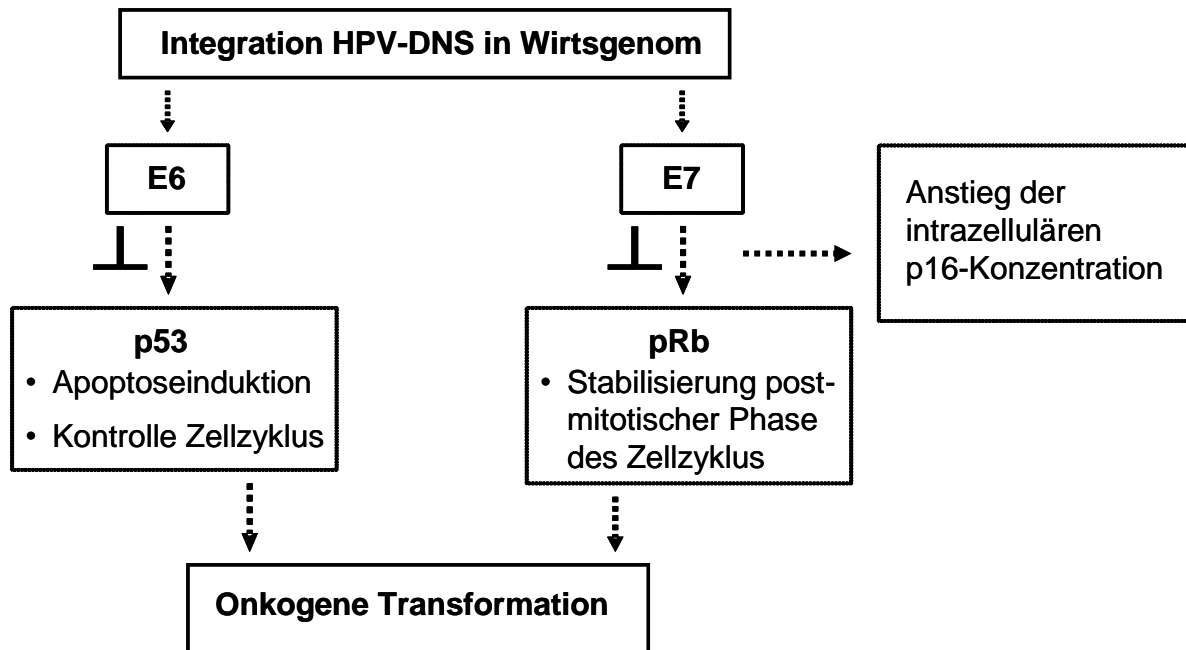 Integration HPV-DNS in Wirtsgenom
E6
E7
Anstieg der
intrazellulären
p16-Konzentration
p53
• Apoptoseinduktion
• Kontrolle Zellzyklus
pRb
• Stabilisierung post-
mitotischer Phase
des Zellzyklus
Onkogene Transformation